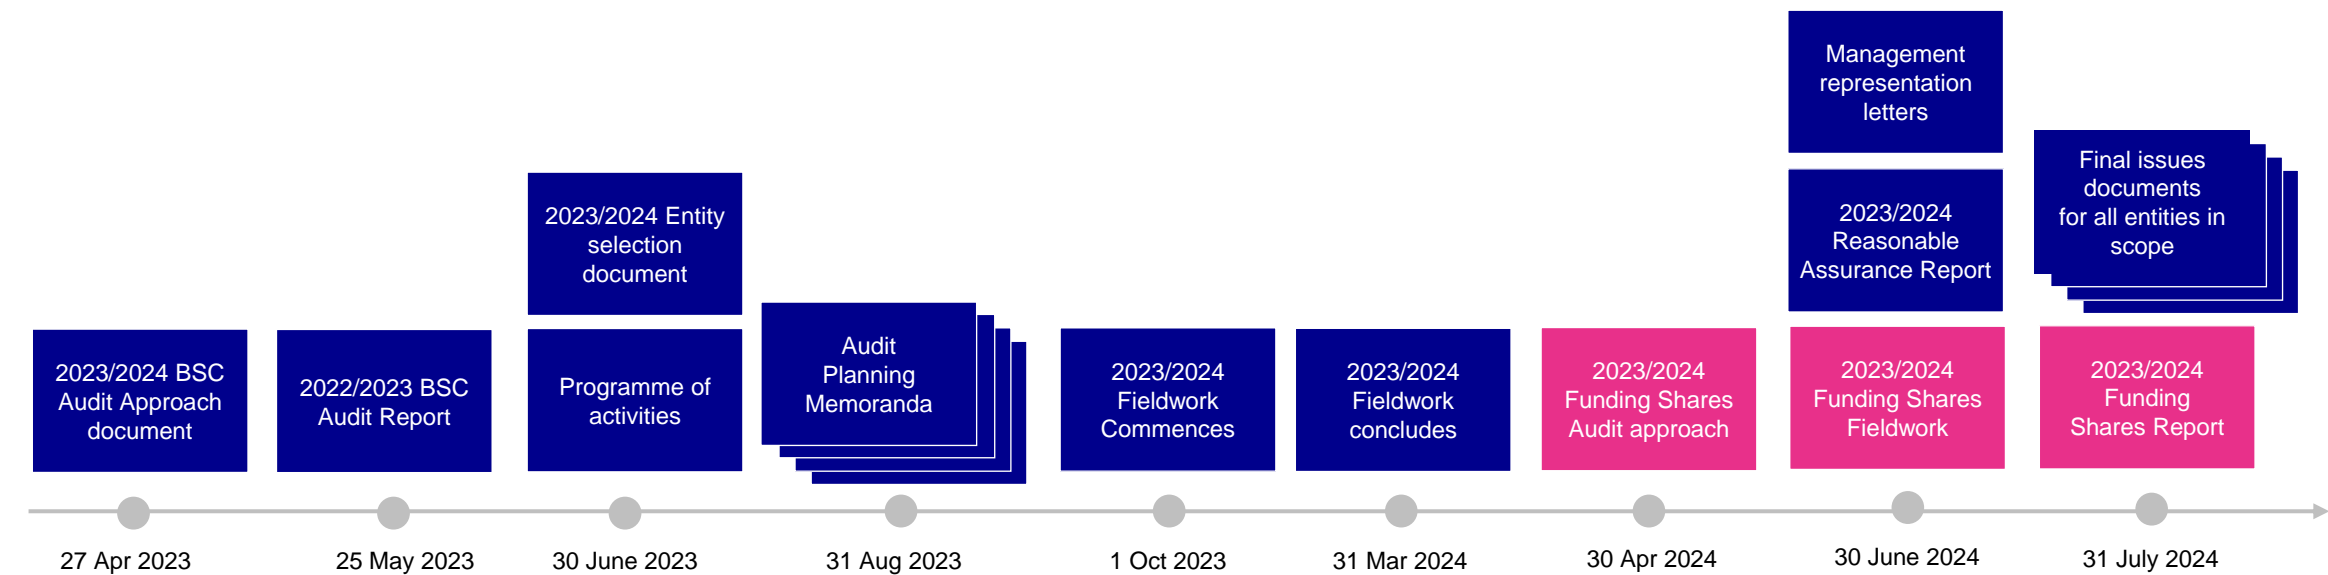 2023/2024 BSC
Audit Approach
document
27 Apr 2023
2022/2023 BSC
Audit Report
25 May 2023
2023/2024 Entity
selection
document
Programme of
activities
30 June 2023
Audit
Planning
Memoranda
31 Aug 2023
2023/2024
Fieldwork
Commences
1 Oct 2023
2023/2024
Fieldwork
concludes
31 Mar 2024
2023/2024
Funding Shares
Audit approach
30 Apr 2024
Management
representation
letters
2023/2024
Reasonable
Assurance Report
2023/2024
Funding Shares
Fieldwork
30 June 2024
Final issues
documents
for all entities in
scope
2023/2024
Funding
Shares Report
31 July 2024